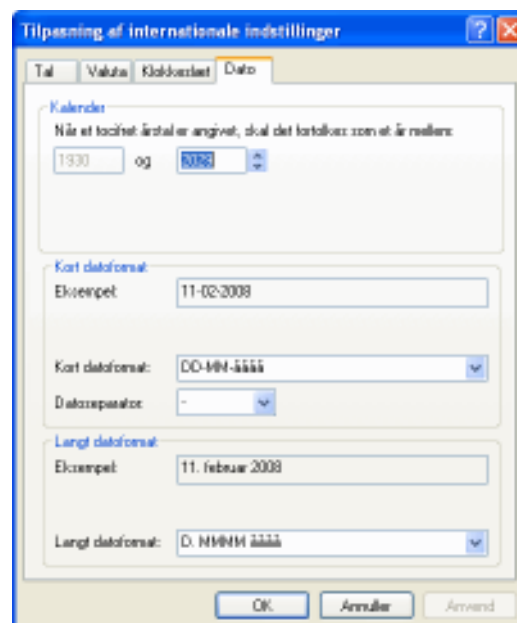 Tilpasning af internationale indstillinger
Tal Valuta Klokkeslæt Dato
Kalender
Når et tocifret årstal er angivet, skal det fortolkes som et år mellem:
1930 og 2029
Kort datoformat
Eksempel: 11-02-2008
Kort datoformat: DD-MM-åååå
Datoseparator: -
Langt datoformat
Eksempel: 11. februar 2008
Langt datoformat: D. MMMM åååå
OK Annuller Anvend